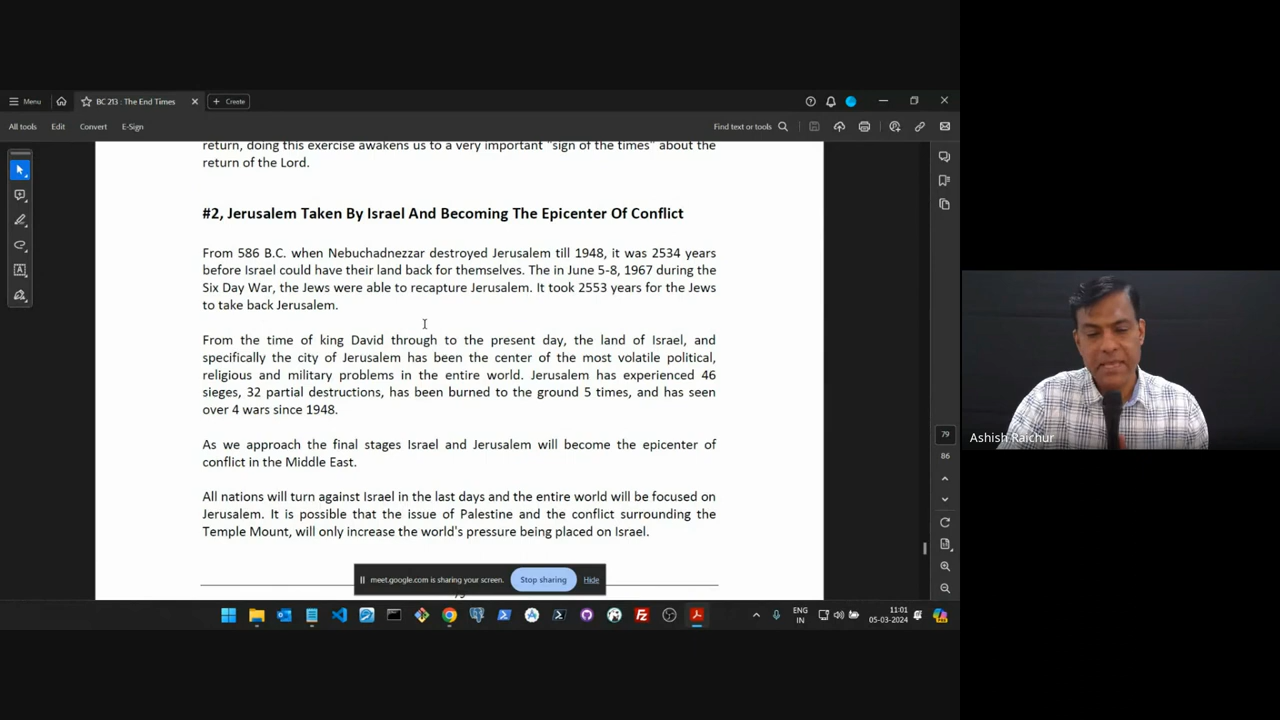 Menu
BC 213 : The End Times
Create
All tools
Edit
Convert
E-Sign
Find text or tools
return, doing this exercise awakens us to a very important "sign of the times" about the
return of the Lord.
#2, Jerusalem Taken By Israel And Becoming The Epicenter Of Conflict
From 586 B.C. when Nebuchadnezzar destroyed Jerusalem till 1948, it was 2534 years
before Israel could have their land back for themselves. The in June 5-8, 1967 during the
Six Day War, the Jews were able to recapture Jerusalem. It took 2553 years for the Jews
to take back Jerusalem.
From the time of king David through to the present day, the land of Israel, and
specifically the city of Jerusalem has been the center of the most volatile political,
religious and military problems in the entire world. Jerusalem has experienced 46
sieges, 32 partial destructions, has been burned to the ground 5 times, and has seen
over 4 wars since 1948.
As we approach the final stages Israel and Jerusalem will become the epicenter of
conflict in the Middle East.
All nations will turn against Israel in the last days and the entire world will be focused on
Jerusalem. It is possible that the issue of Palestine and the conflict surrounding the
Temple Mount, will only increase the world's pressure being placed on Israel.
79
86
Ashish Raichur
meet.google.com is sharing your screen.
Stop sharing
Hide
ENG
IN
11:01
05-03-2024